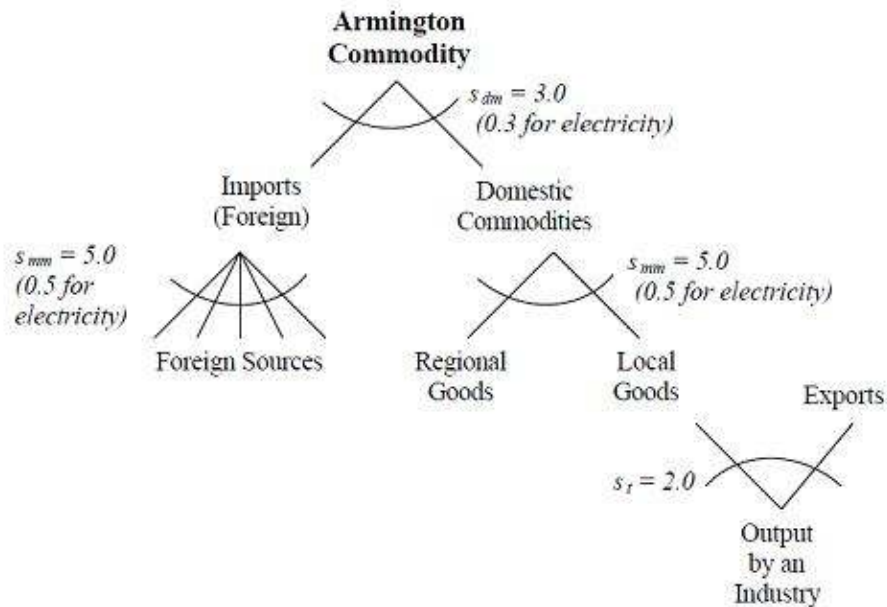 Armington
Commodity
s dm = 3.0
(0.3 for electricity)
Imports
(Foreign)
Domestic
Commodities
s mm = 5.0
(0.5 for
electricity)
s mm = 5.0
(0.5 for electricity)
Foreign Sources
Regional
Goods
Local
Goods
Exports
s t = 2.0
Output
by an
Industry